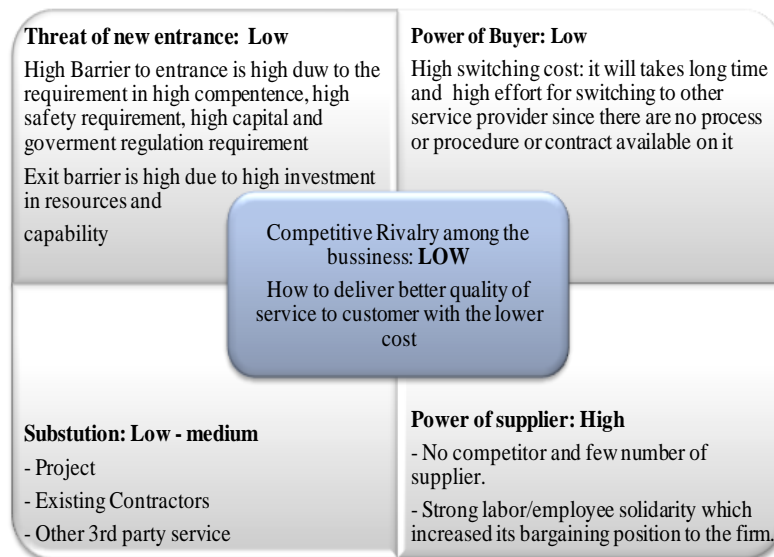 Threat of new entrance: Low
High Barrier to entrance is high duw to the
requirement in high compentence, high
safety requirement, high capital and
goverment regulation requirement
Exit barrier is high due to high investment
in resources and
capability
Power of Buyer: Low
High switching cost: it will takes long time
and high effort for switching to other
service provider since there are no process
or procedure or contract available on it
Competitive Rivalry among the
bussiness: LOW
How to deliver better quality of
service to customer with the lower
cost
Substution: Low - medium
- Project
- Existing Contractors
- Other 3rd party service
Power of supplier: High
- No competitor and few number of
supplier.
- Strong labor/employee solidarity which
increased its bargaining position to the firm.